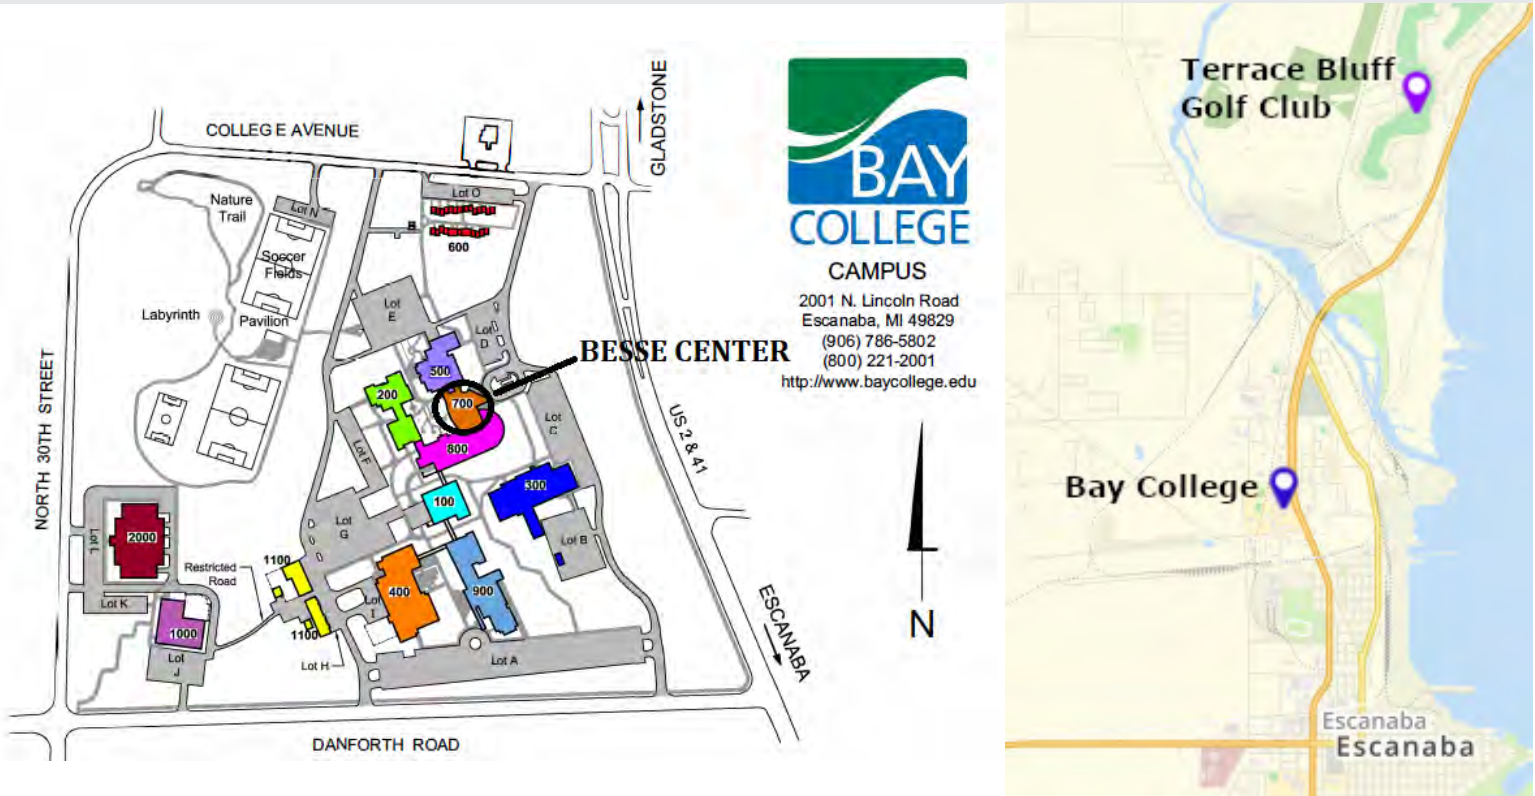 COLLEGE AVENUE
GLADSTONE
Nature
Trail
Lot N
Soccer
Fields
Lot O
600
Labyrinth
Pavilion
Lot
E
Lot
D
BESSE CENTER
500
200
700
Lot
C
800
Lot F
NORTH 30TH STREET
US 2 & 41
100
300
Lot
G
Lot B
2000
Lot L
Restricted
Road
1100
Lot K
Lot
I
400
900
1000
1100
Lot
J
Lot H
Lot A
ESCANABA
DANFORTH ROAD
BAY
COLLEGE
CAMPUS
2001 N. Lincoln Road
Escanaba, MI 49829
(906) 786-5802
(800) 221-2001
http://www.baycollege.edu
N
Terrace Bluff
Golf Club
Bay College
Escanaba
Escanaba